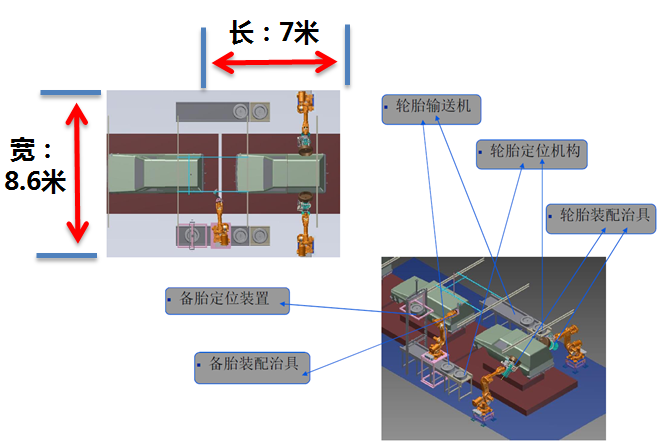 长：7米
宽：
8.6米
▪ 轮胎输送机
▪ 轮胎定位机构
▪ 轮胎装配治具
▪ 备胎定位装置
▪ 备胎装配治具